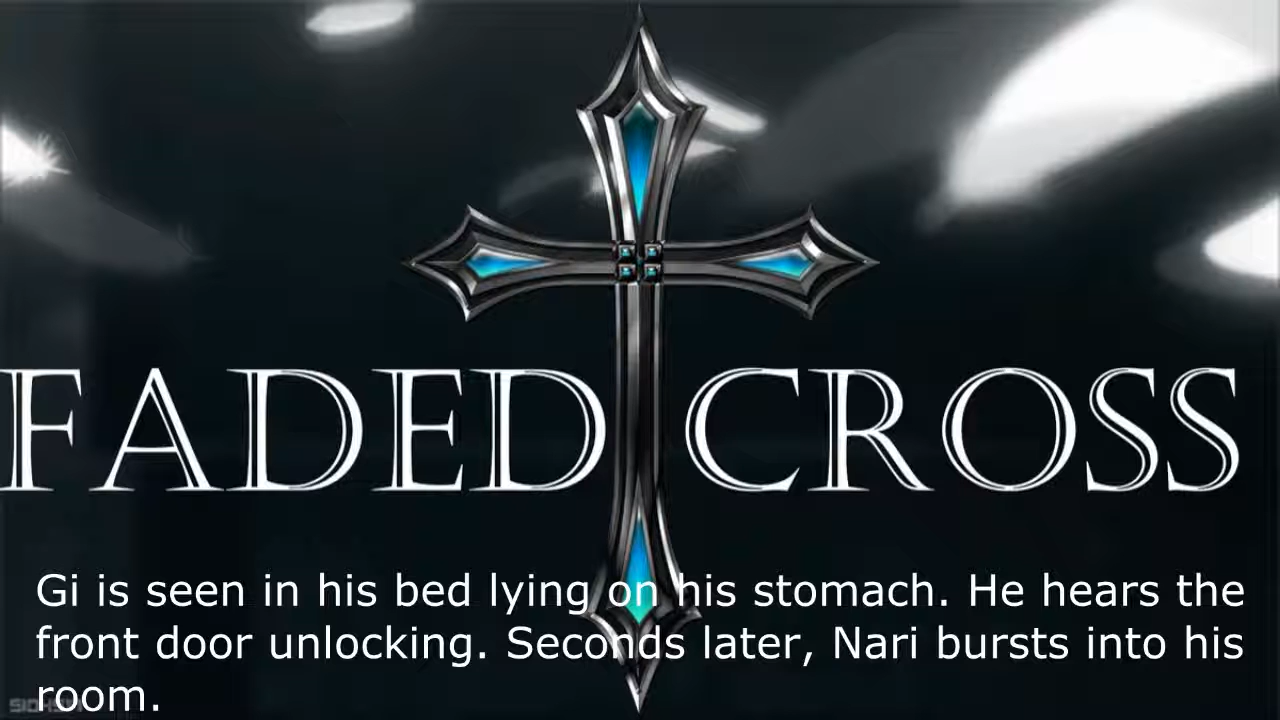 FADED CROSS
Gi is seen in his bed lying on his stomach. He hears the
front door unlocking. Seconds later, Nari bursts into his
room.